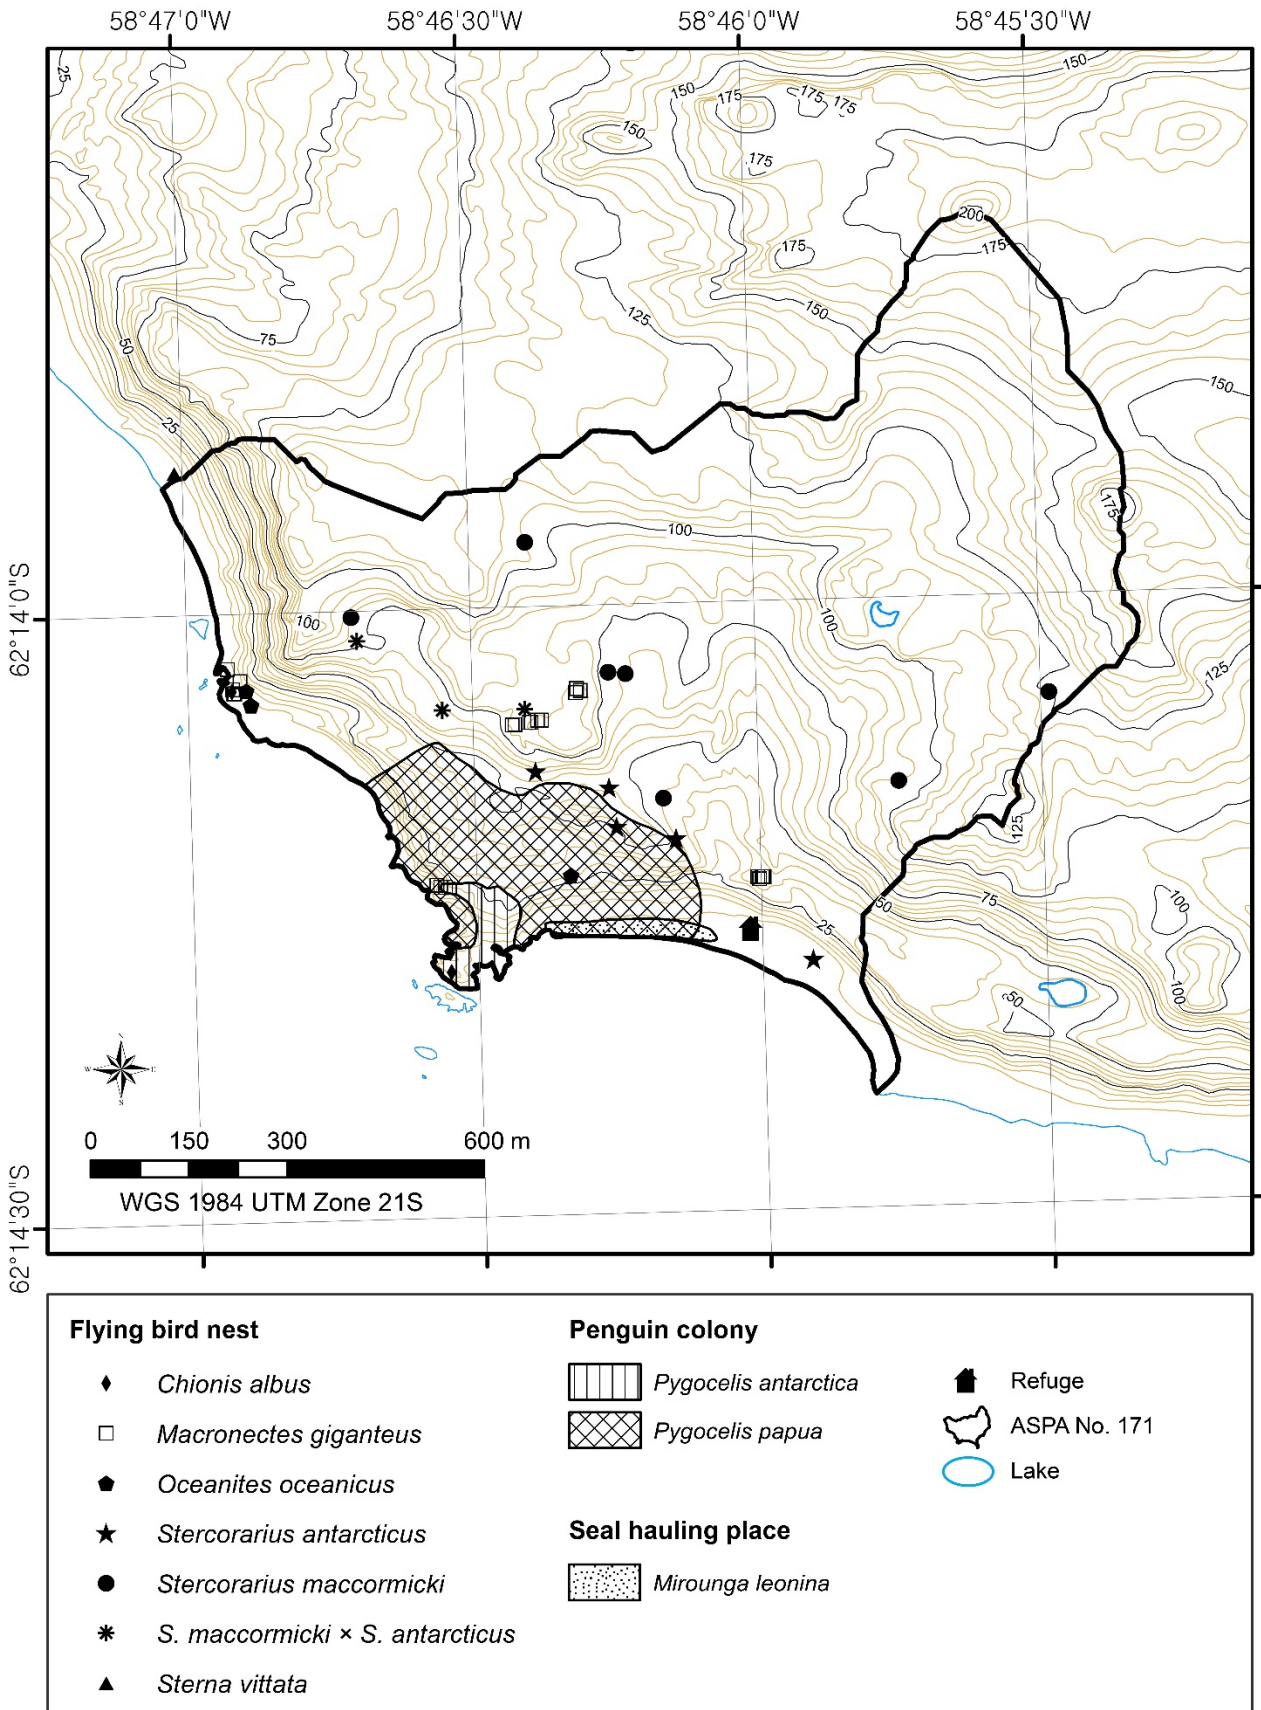 58°47'0"W 58°46'30"W 58°46'0"W 58°45'30"W
25
150
150
175
175
175
150
175
200
175
175
150
125
50
75
150
25
175
100
100
100
125
125
75
50
100
25
100
50
62°14'0"S
62°14'30"S
N
W E
S
0 150 300 600 m
WGS 1984 UTM Zone 21S
Flying bird nest
Chionis albus
Macronectes giganteus
Oceanites oceanicus
Stercorarius antarcticus
Stercorarius maccormicki
S. maccormicki × S. antarcticus
Sterna vittata
Penguin colony
Pygocelis antarctica
Pygocelis papua
Seal hauling place
Mirounga leonina
Refuge
ASPA No. 171
Lake